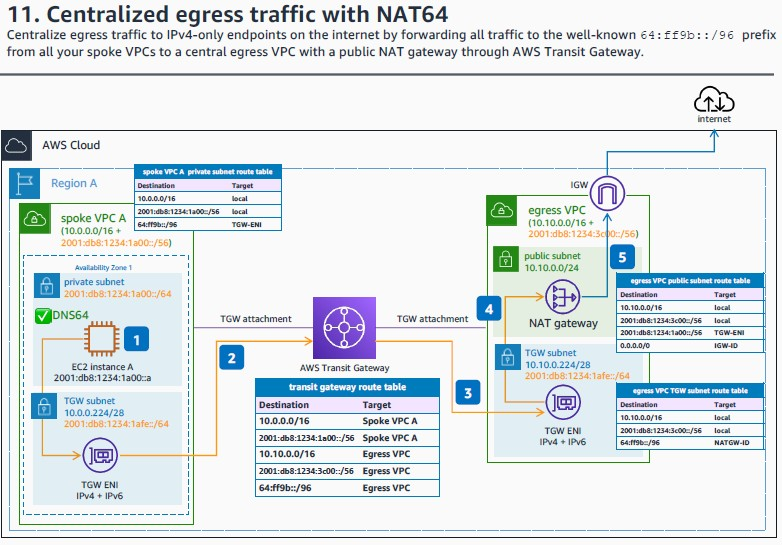 11. Centralized egress traffic with NAT64
Centralize egress traffic to IPv4-only endpoints on the internet by forwarding all traffic to the well-known 64:ff9b::/96 prefix
from all your spoke VPCs to a central egress VPC with a public NAT gateway through AWS Transit Gateway.
internet
AWS Cloud
Region A
spoke VPC A private subnet route table
Destination Target
10.0.0.0/16 local
2001:db8:1234:1a00::/56 local
64:ff9b::/96 TGW-ENI
spoke VPC A
(10.0.0.0/16 +
2001:db8:1234:1a00::/56)
Availability Zone 1
private subnet
2001:db8:1234:1a00::/64
DNS64
1
EC2 instance A
2001:db8:1234:1a00::a
TGW subnet
10.0.0.224/28
2001:db8:1234:1afe::/64
TGW ENI
IPv4 + IPv6
TGW attachment
2
AWS Transit Gateway
TGW attachment
3
transit gateway route table
Destination Target
10.0.0.0/16 Spoke VPC A
2001:db8:1234:1a00::/56 Spoke VPC A
10.10.0.0/16 Egress VPC
2001:db8:1234:3c00::/56 Egress VPC
64:ff9b::/96 Egress VPC
IGW
egress VPC
(10.10.0.0/16 +
2001:db8:1234:3c00::/56)
public subnet
10.10.0.0/24
5
4
NAT gateway
TGW subnet
10.10.0.224/28
2001:db8:1234:1afe::/64
TGW ENI
IPv4 + IPv6
egress VPC public subnet route table
Destination Target
10.10.0.0/16 local
2001:db8:1234:3c00::/56 local
2001:db8:1234:1a00::/56 TGW-ENI
0.0.0.0/0 IGW-ID
egress VPC TGW subnet route table
Destination Target
10.10.0.0/16 local
2001:db8:1234:3c00::/56 local
64:ff9b::/96 NATGW-ID